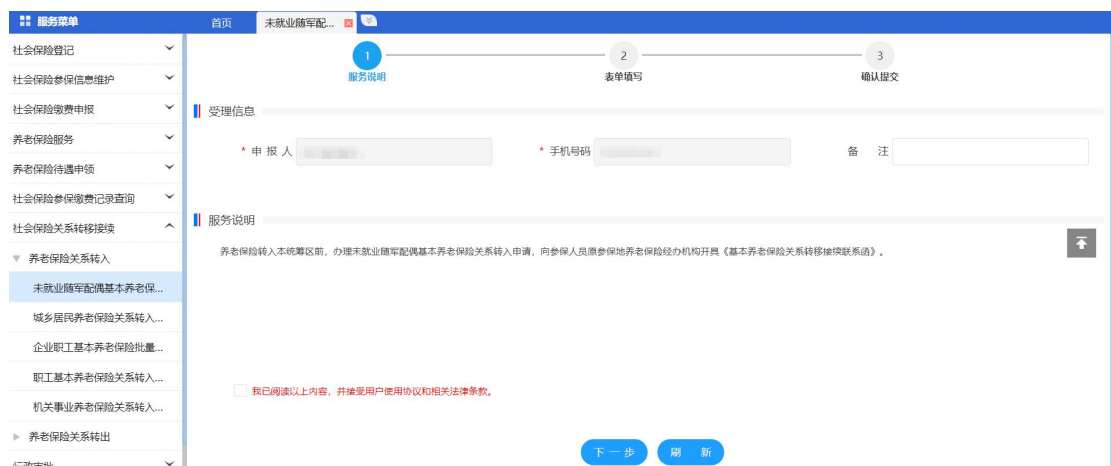 服务菜单
首页
未就业随军配...
社会保险登记
社会保险参保信息维护
社会保险缴费申报
养老保险服务
养老保险待遇申领
社会保险参保缴费记录查询
社会保险关系转移接续
养老保险关系转入
未就业随军配偶基本养老保...
城乡居民养老保险关系转入...
企业职工基本养老保险批量...
职工基本养老保险关系转入...
机关事业养老保险关系转入...
养老保险关系转出
行政审批
1
服务说明
2
表单填写
3
确认提交
受理信息
* 申 报 人
* 手机号码
备 注
服务说明
养老保险转入本统筹区前，办理未就业随军配偶基本养老保险关系转入申请，向参保人员原参保地养老保险经办机构开具《基本养老保险关系转移接续联系函》。
我已阅读以上内容，并接受用户使用协议和相关法律条款。
下一步
刷 新